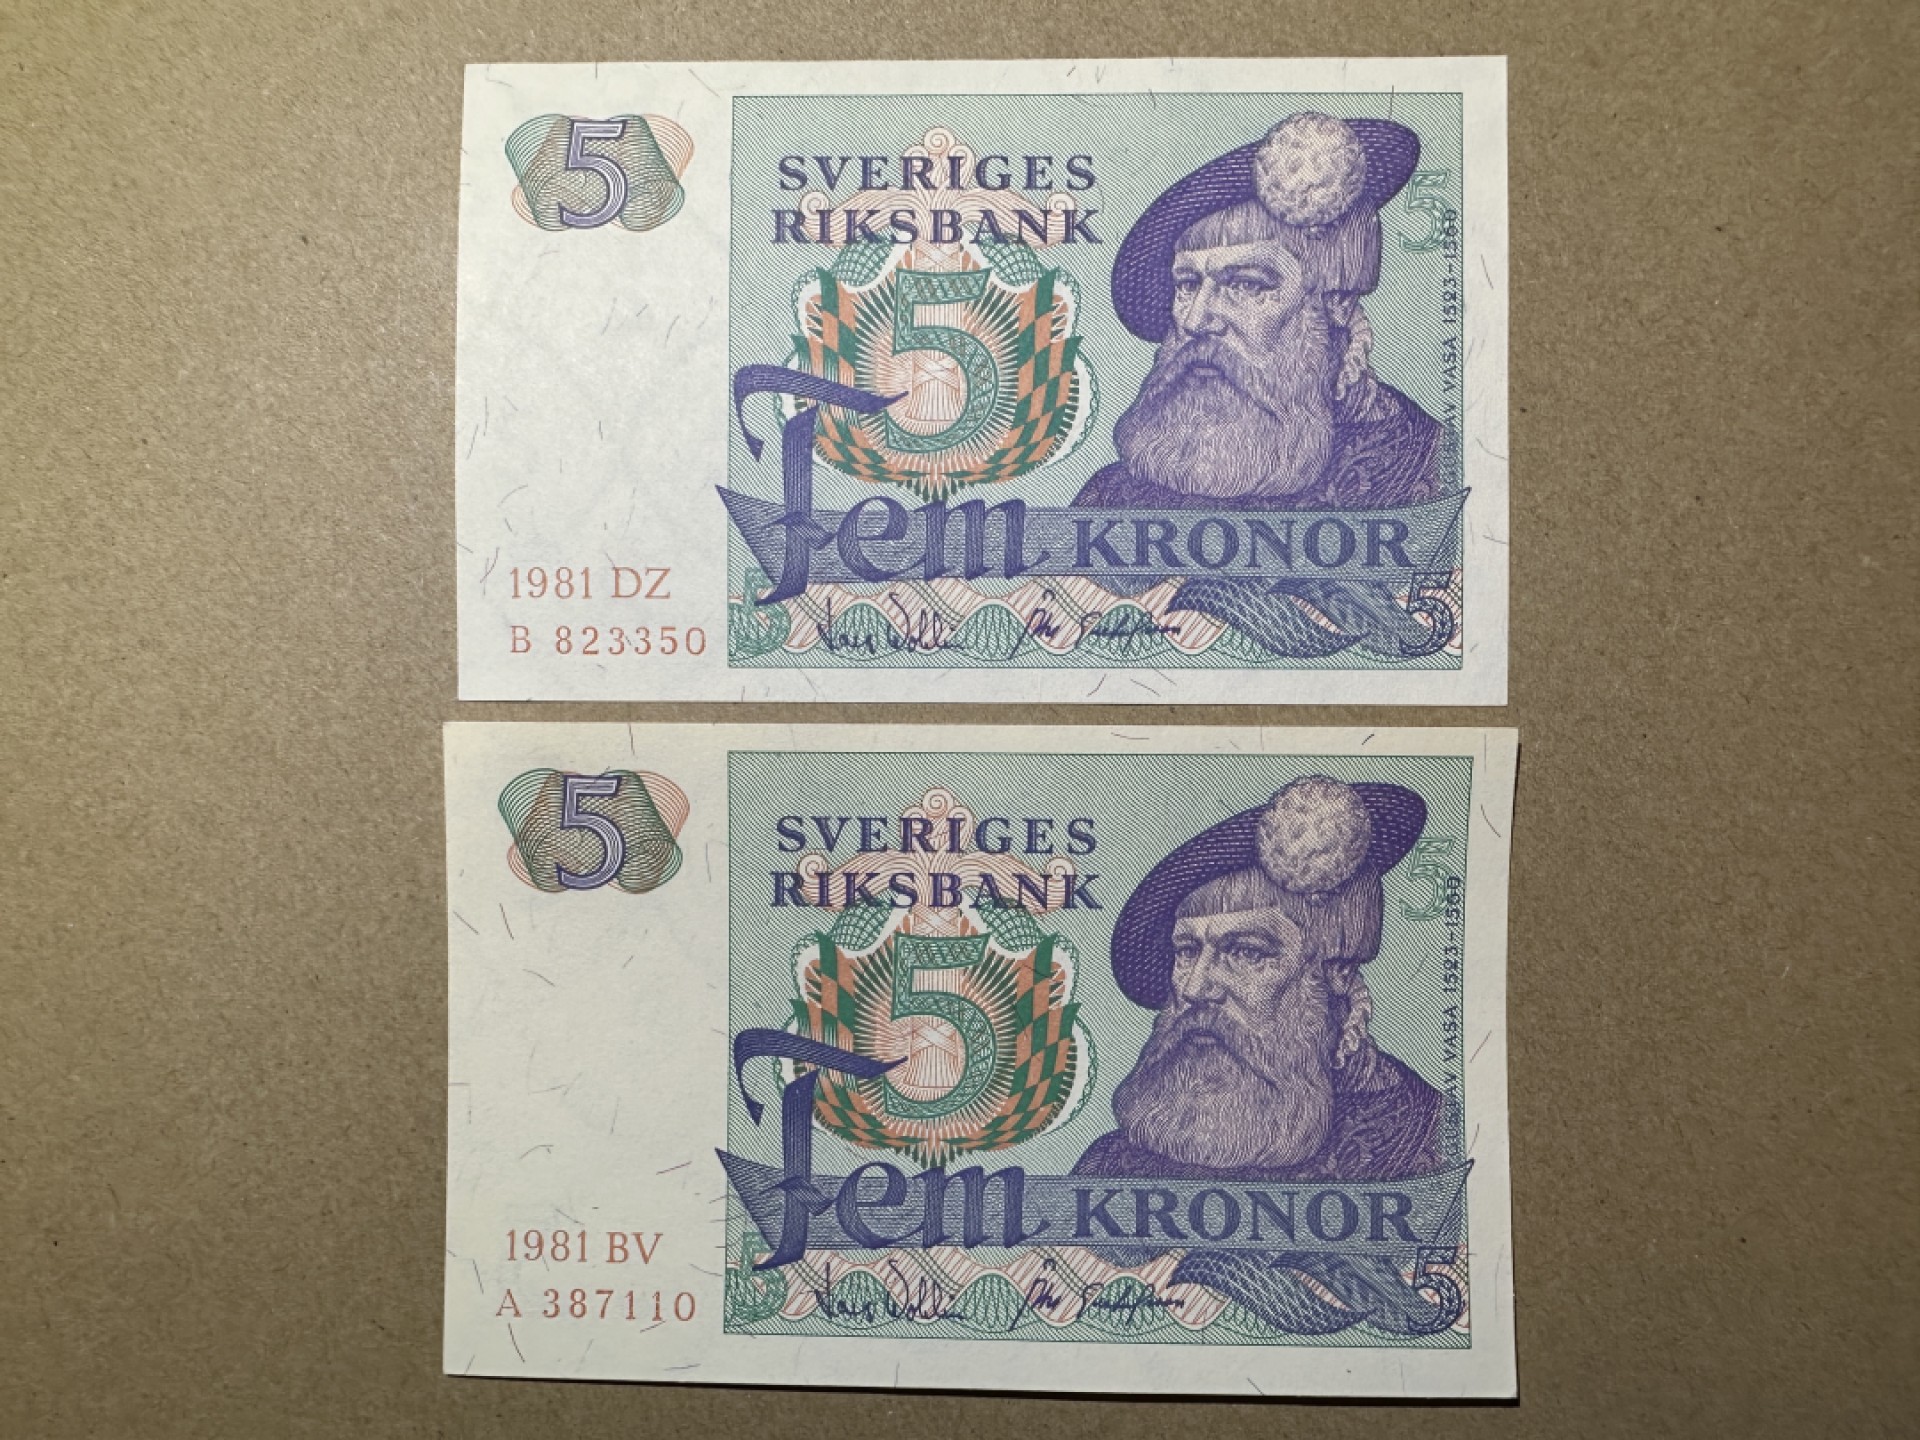 5
SVERIGES
RIKSBANK
5
5
GUSTAV VASA 1523-1560
Fem KRONOR
1981 DZ
B 823350
5
5
5
SVERIGES
RIKSBANK
5
5
GUSTAV VASA 1523-1560
Fem KRONOR
1981 BV
A 387110
5
5